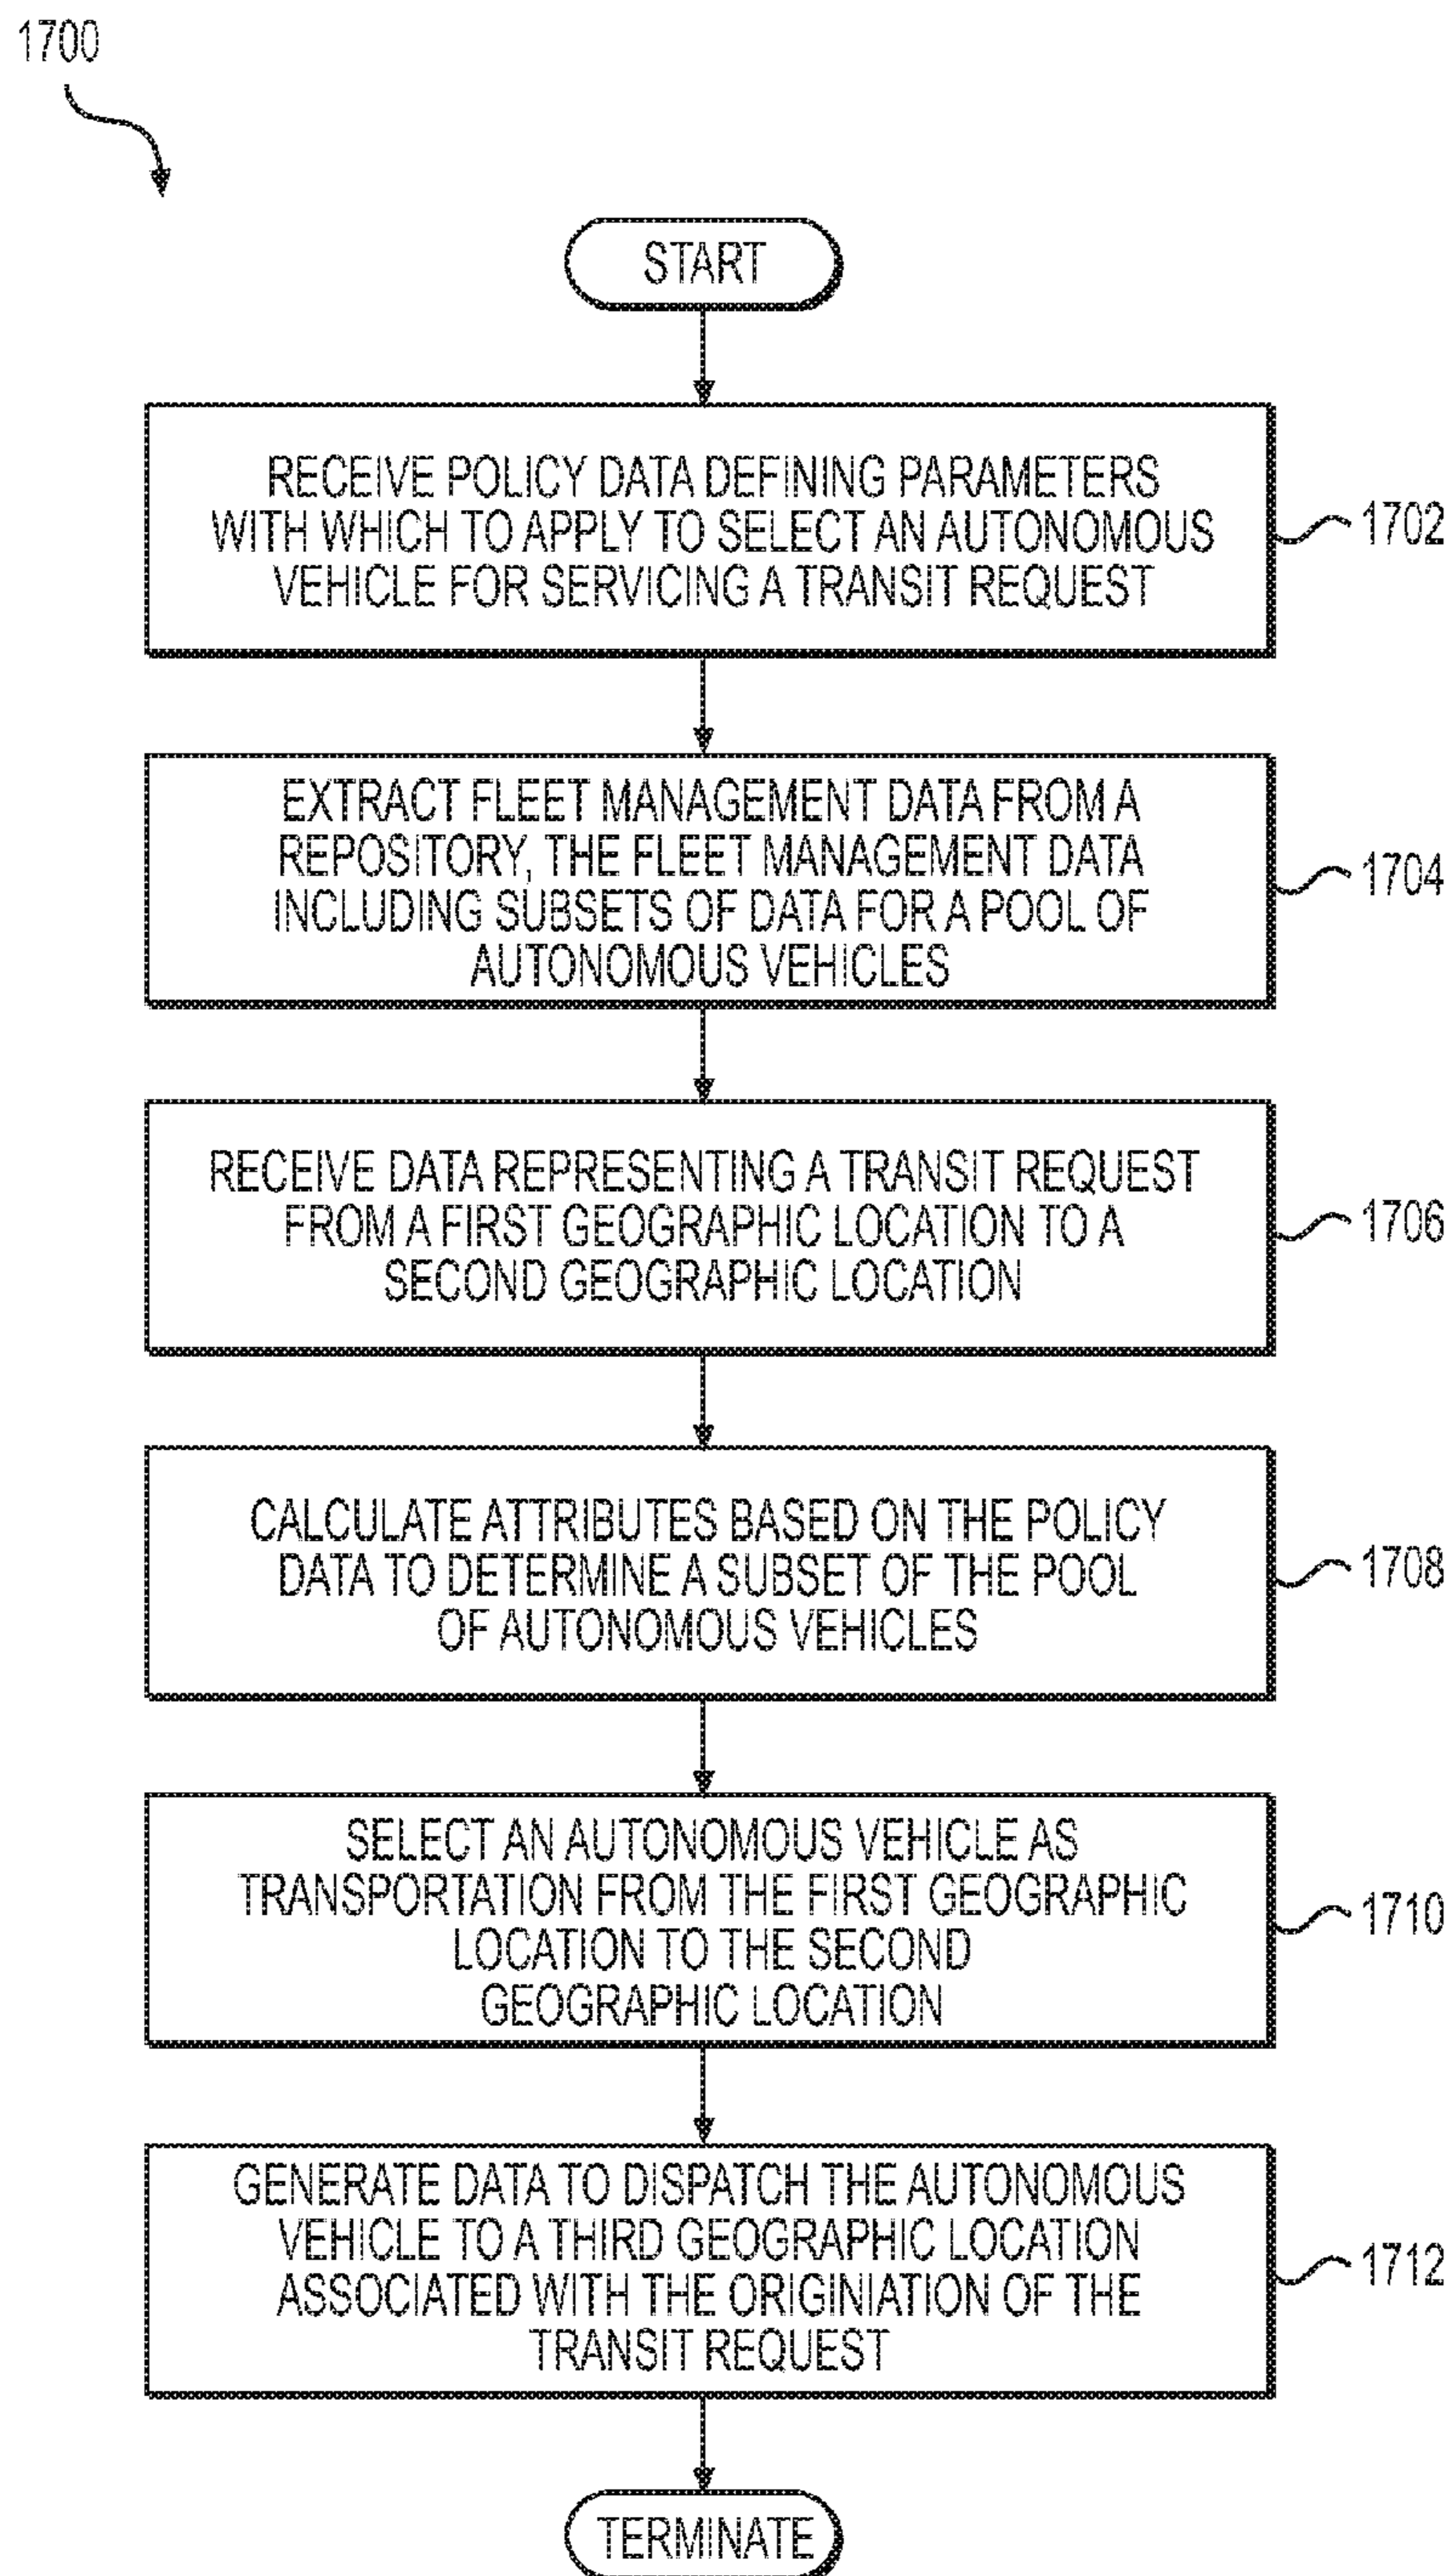 1700
START
RECEIVE POLICY DATA DEFINING PARAMETERS
WITH WHICH TO APPLY TO SELECT AN AUTONOMOUS
VEHICLE FOR SERVICING A TRANSIT REQUEST
1702
EXTRACT FLEET MANAGEMENT DATA FROM A
REPOSITORY, THE FLEET MANAGEMENT DATA
INCLUDING SUBSETS OF DATA FOR A POOL OF
AUTONOMOUS VEHICLES
1704
RECEIVE DATA REPRESENTING A TRANSIT REQUEST
FROM A FIRST GEOGRAPHIC LOCATION TO A
SECOND GEOGRAPHIC LOCATION
1706
CALCULATE ATTRIBUTES BASED ON THE POLICY
DATA TO DETERMINE A SUBSET OF THE POOL
OF AUTONOMOUS VEHICLES
1708
SELECT AN AUTONOMOUS VEHICLE AS
TRANSPORTATION FROM THE FIRST GEOGRAPHIC
LOCATION TO THE SECOND
GEOGRAPHIC LOCATION
1710
GENERATE DATA TO DISPATCH THE AUTONOMOUS
VEHICLE TO A THIRD GEOGRAPHIC LOCATION
ASSOCIATED WITH THE ORIGINIATION OF THE
TRANSIT REQUEST
1712
TERMINATE